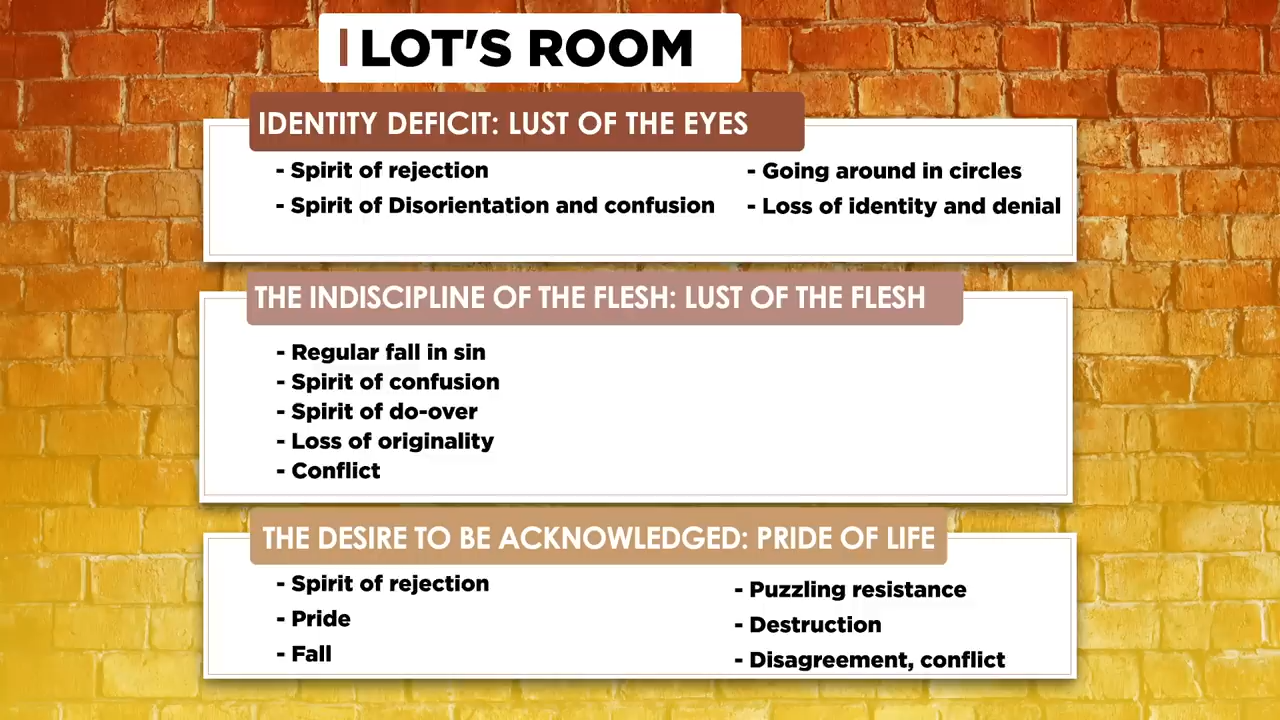 LOT'S ROOM
IDENTITY DEFICIT: LUST OF THE EYES
- Spirit of rejection
- Spirit of Disorientation and confusion
- Going around in circles
- Loss of identity and denial
THE INDISCIPLINE OF THE FLESH: LUST OF THE FLESH
- Regular fall in sin
- Spirit of confusion
- Spirit of do-over
- Loss of originality
- Conflict
THE DESIRE TO BE ACKNOWLEDGED: PRIDE OF LIFE
- Spirit of rejection
- Pride
- Fall
- Puzzling resistance
- Destruction
- Disagreement, conflict